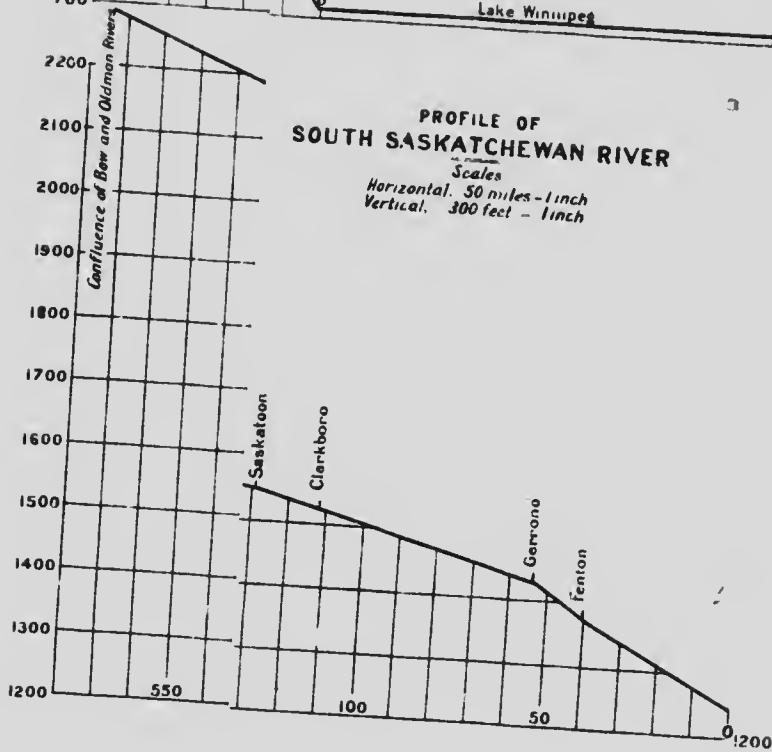 Lake Winnipeg
PROFILE OF
SOUTH SASKATCHEWAN RIVER
Scales
Horizontal. 50 miles - 1 inch
Vertical, 300 feet - 1 inch
Confluence of Bow and Oldman Rivers
2200
2100
2000
1900
1800
1700
1600
1500
1400
1300
1200
Saskatoon
Clarkboro
Gerrond
Fenton
550
100
50
0
1200